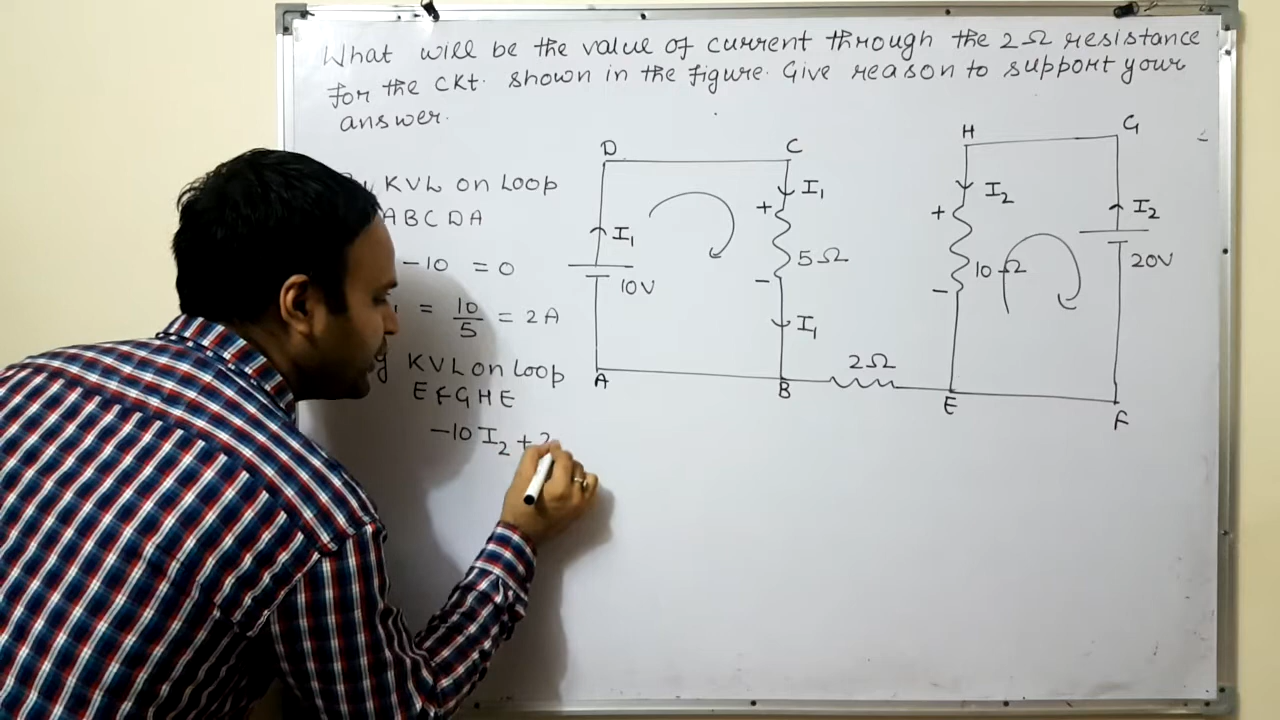 What will be the value of current through the 2Ω resistance
for the CKt. shown in the figure. Give reason to support your
answer.
KVL on Loop
ABCDA
-10 = 0
= 10/5 = 2A
KVL on Loop
EFGHE
-10 I2 +
D
C
I1
I1
+
5Ω
-
10V
I1
A
B
2Ω
H
G
I2
I2
+
10Ω
-
20V
E
F